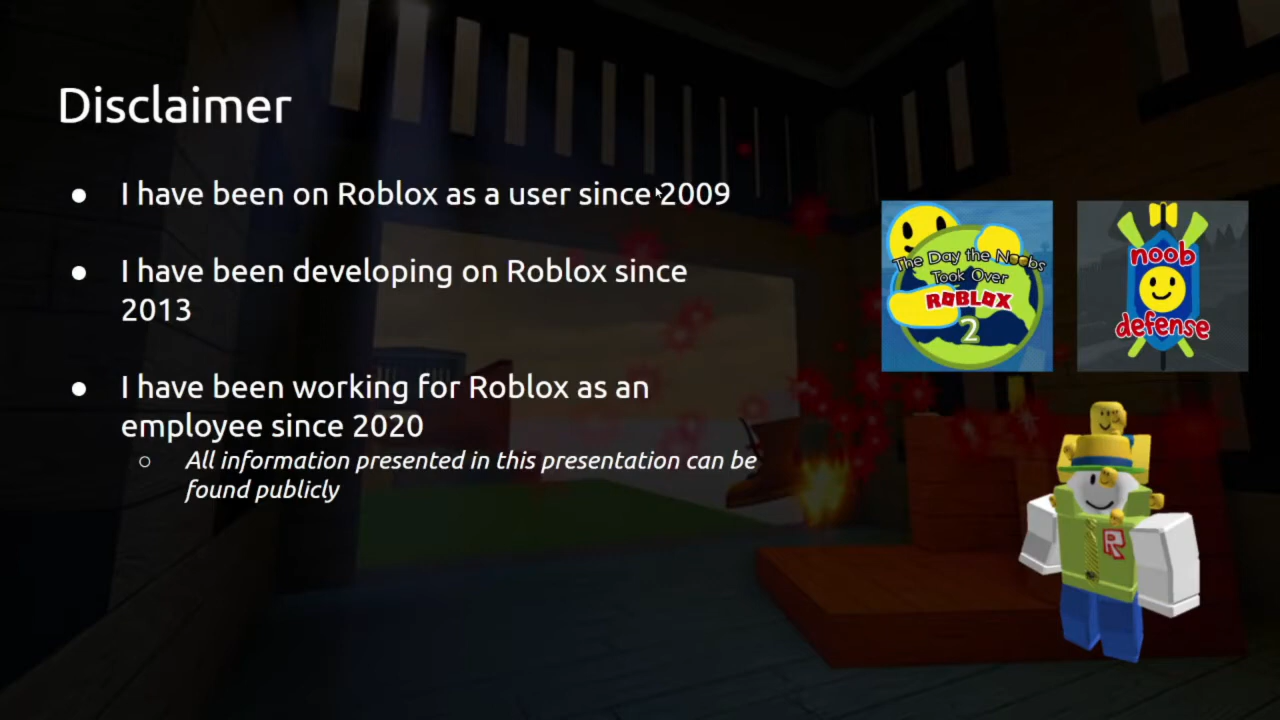 Disclaimer
● I have been on Roblox as a user since 2009
● I have been developing on Roblox since
2013
● I have been working for Roblox as an
employee since 2020
○ All information presented in this presentation can be
found publicly
The Day the Noobs
Took Over
ROBLOX
2
noob
defense
R